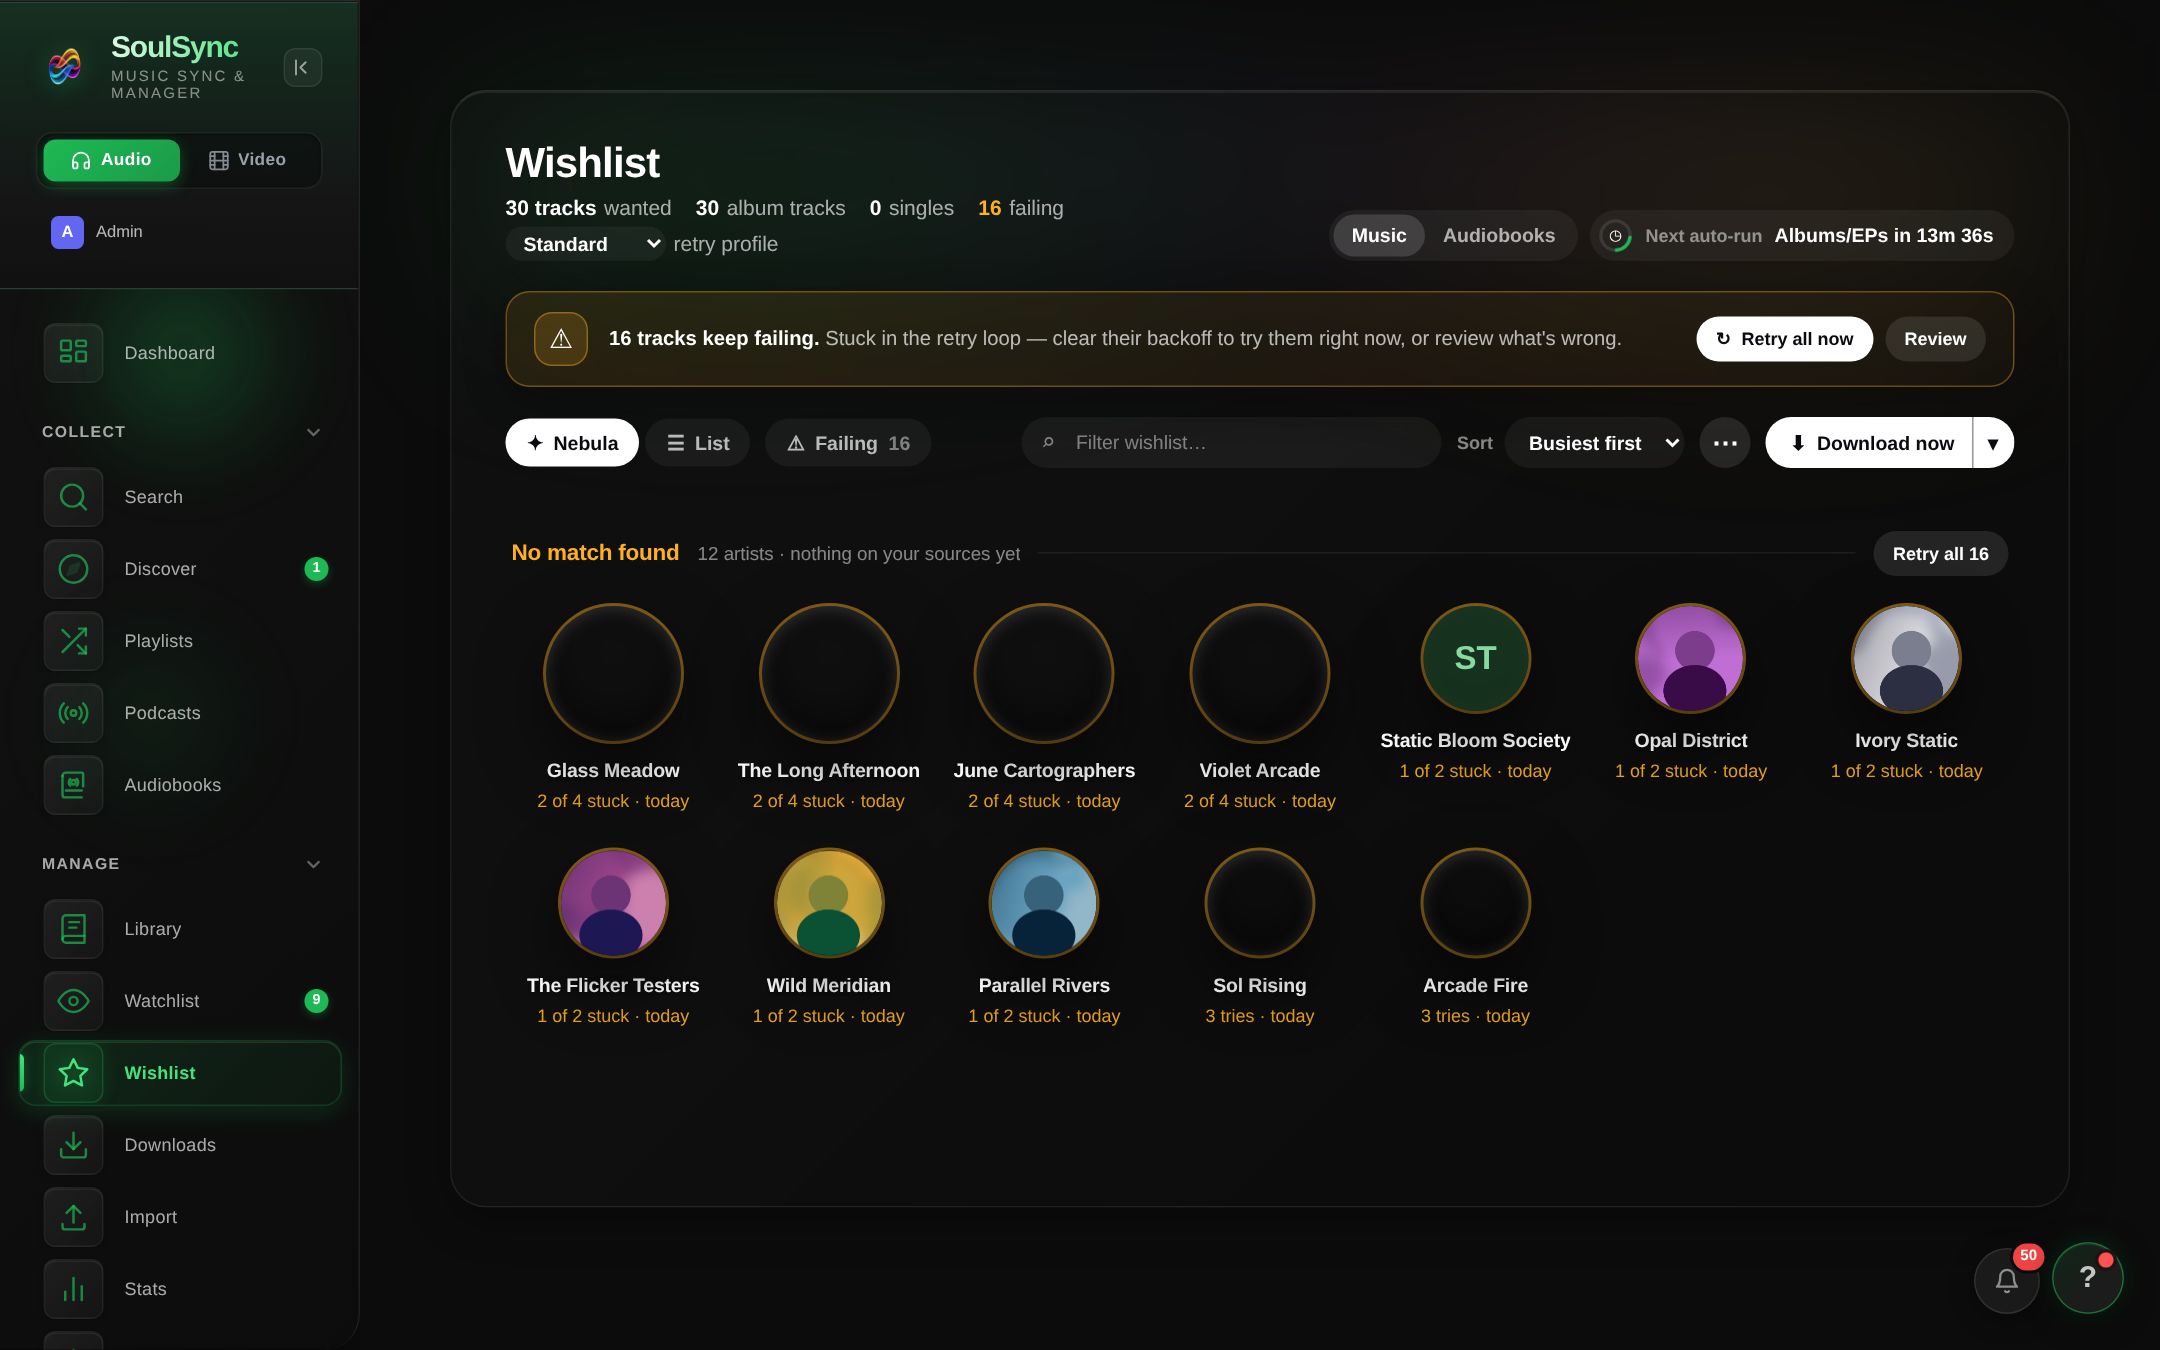 SoulSync
MUSIC SYNC &
MANAGER
Audio
Video
A
Admin
Dashboard
COLLECT
Search
Discover
1
Playlists
Podcasts
Audiobooks
MANAGE
Library
Watchlist
9
Wishlist
Downloads
Import
Stats
Wishlist
30 tracks wanted 30 album tracks 0 singles 16 failing
Standard retry profile
Music
Audiobooks
Next auto-run Albums/EPs in 13m 36s
16 tracks keep failing. Stuck in the retry loop — clear their backoff to try them right now, or review what's wrong.
↻ Retry all now
Review
✦ Nebula
☰ List
⚠ Failing 16
Filter wishlist...
Sort
Busiest first
⋯
⬇ Download now
▾
No match found 12 artists · nothing on your sources yet
Retry all 16
Glass Meadow
2 of 4 stuck · today
The Long Afternoon
2 of 4 stuck · today
June Cartographers
2 of 4 stuck · today
Violet Arcade
2 of 4 stuck · today
ST
Static Bloom Society
1 of 2 stuck · today
Opal District
1 of 2 stuck · today
Ivory Static
1 of 2 stuck · today
The Flicker Testers
1 of 2 stuck · today
Wild Meridian
1 of 2 stuck · today
Parallel Rivers
1 of 2 stuck · today
Sol Rising
3 tries · today
Arcade Fire
3 tries · today
50
?